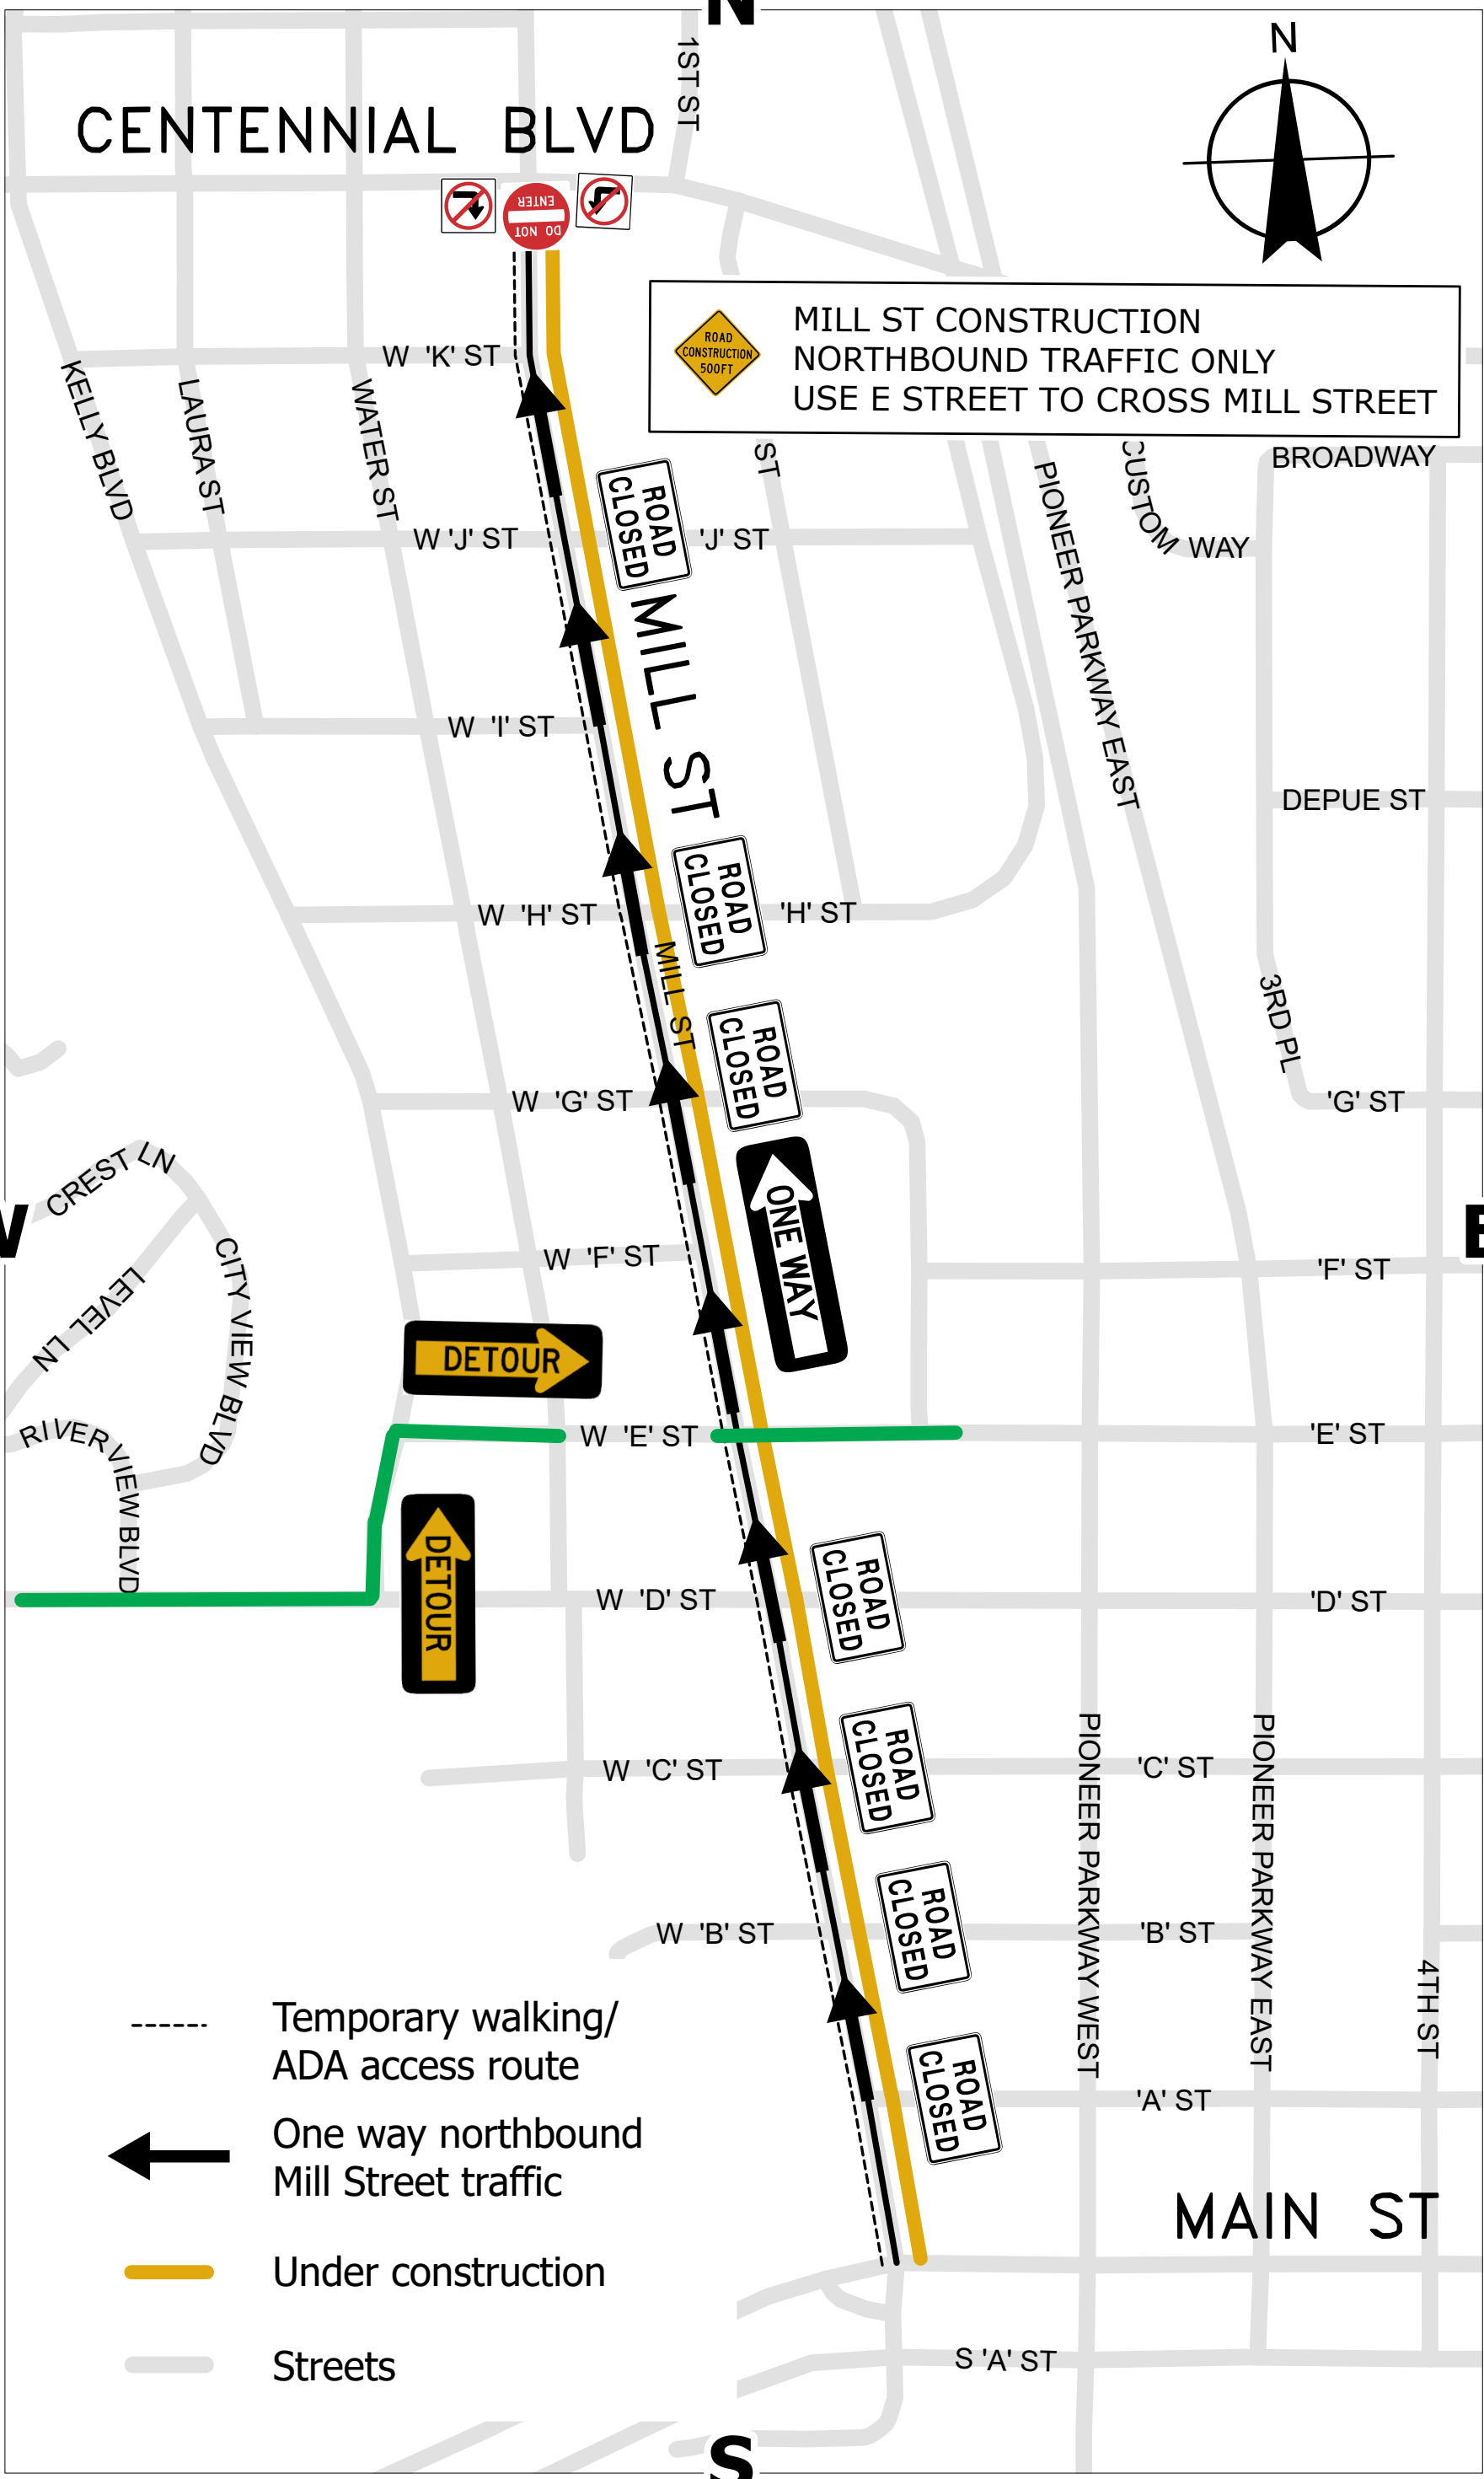 N
1ST ST
N
CENTENNIAL BLVD
DO NOT
ENTER
ROAD
CONSTRUCTION
500FT
MILL ST CONSTRUCTION
NORTHBOUND TRAFFIC ONLY
USE E STREET TO CROSS MILL STREET
W 'K' ST
KELLY BLVD
LAURA ST
WATER ST
ST
PIONEER PARKWAY EAST
CUSTOM WAY
BROADWAY
ROAD
CLOSED
W 'J' ST
'J' ST
MILL ST
W 'I' ST
DEPUE ST
ROAD
CLOSED
W 'H' ST
'H' ST
MILL ST
3RD PL
ROAD
CLOSED
W 'G' ST
'G' ST
CREST LN
W
E
ONE WAY
CITY VIEW BLVD
LEVEL LN
W 'F' ST
'F' ST
DETOUR
RIVERVIEW BLVD
W 'E' ST
'E' ST
DETOUR
ROAD
CLOSED
W 'D' ST
'D' ST
ROAD
CLOSED
W 'C' ST
'C' ST
PIONEER PARKWAY WEST
PIONEER PARKWAY EAST
ROAD
CLOSED
W 'B' ST
'B' ST
4TH ST
ROAD
CLOSED
'A' ST
Temporary walking/
ADA access route
One way northbound
Mill Street traffic
Under construction
Streets
MAIN ST
S 'A' ST
S